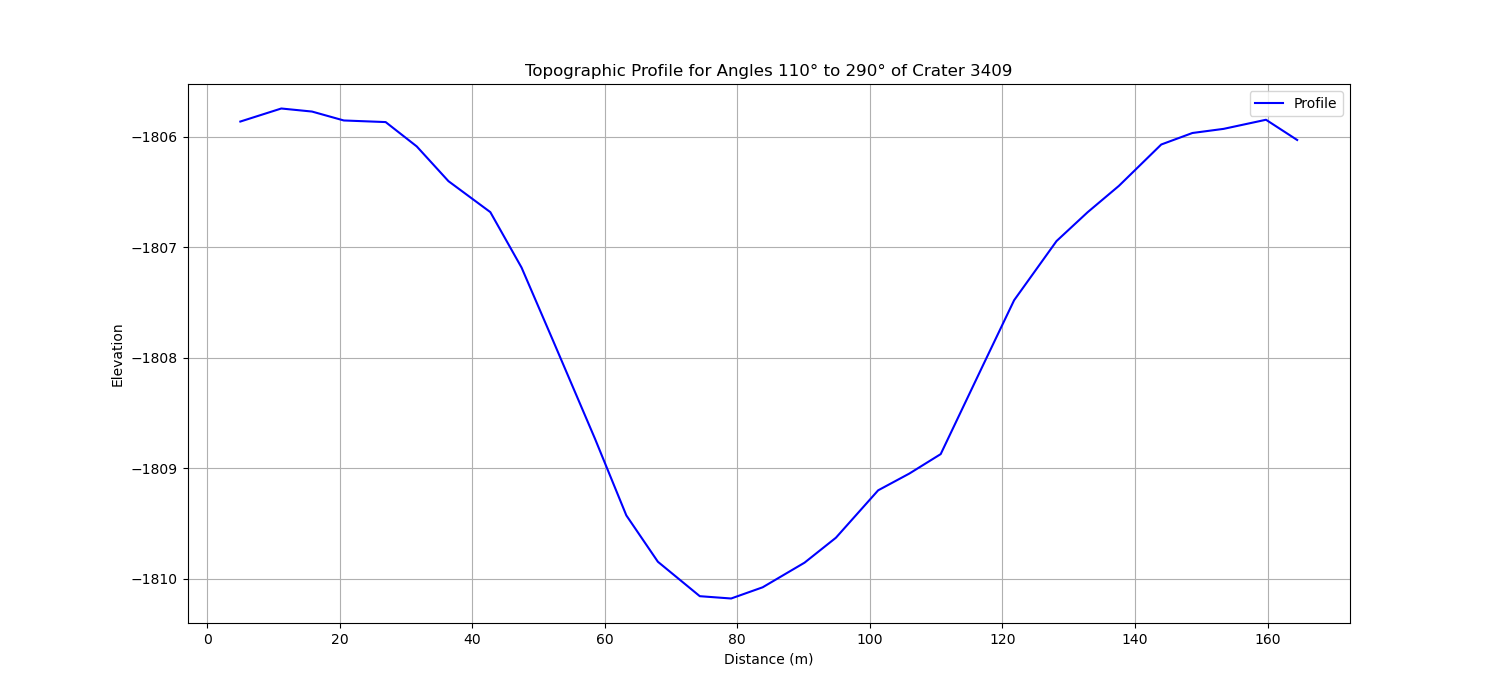 Topographic Profile for Angles 110° to 290° of Crater 3409
Profile
Elevation
−1806
−1807
−1808
−1809
−1810
0 20 40 60 80 100 120 140 160
Distance (m)